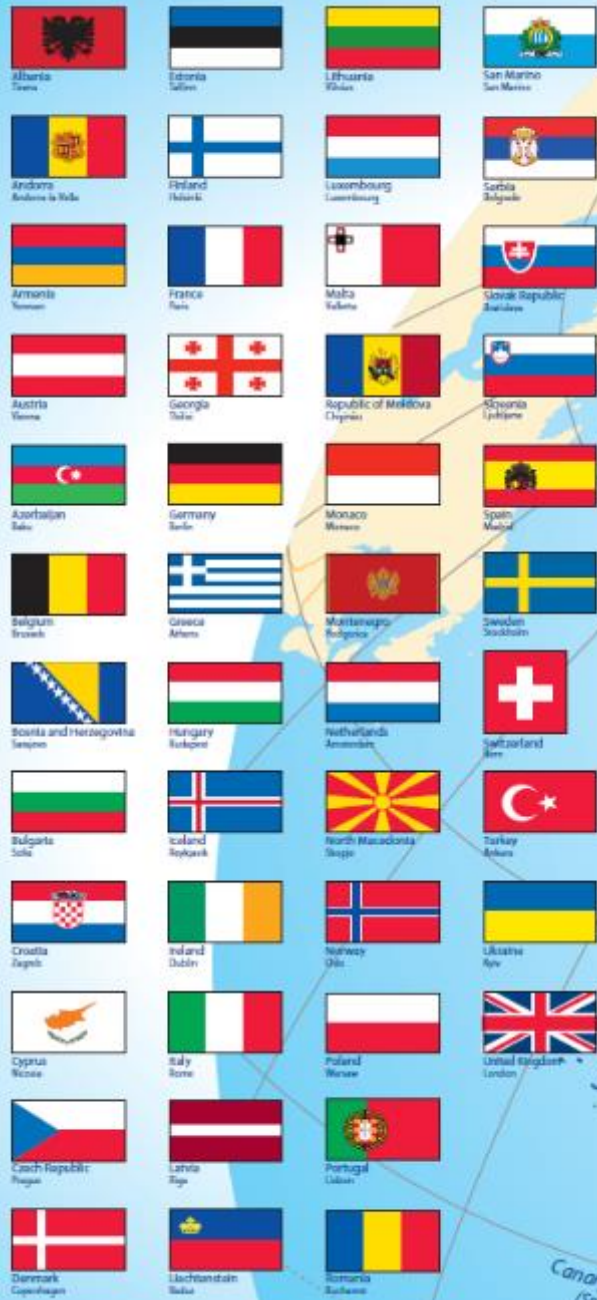 Albania
Tirana
Andorra
Andorra la Vella
Armenia
Yerevan
Austria
Vienna
Azerbaijan
Baku
Belgium
Brussels
Bosnia and Herzegovina
Sarajevo
Bulgaria
Sofia
Croatia
Zagreb
Cyprus
Nicosia
Czech Republic
Prague
Denmark
Copenhagen
Estonia
Tallinn
Finland
Helsinki
France
Paris
Georgia
Tbilisi
Germany
Berlin
Greece
Athens
Hungary
Budapest
Iceland
Reykjavik
Ireland
Dublin
Italy
Rome
Latvia
Riga
Liechtenstein
Vaduz
Lithuania
Vilnius
Luxembourg
Luxembourg
Malta
Valletta
Republic of Moldova
Chişinău
Monaco
Monaco
Montenegro
Podgorica
Netherlands
Amsterdam
North Macedonia
Skopje
Norway
Oslo
Poland
Warsaw
Portugal
Lisbon
Romania
Bucharest
San Marino
San Marino
Serbia
Belgrade
Slovak Republic
Bratislava
Slovenia
Ljubljana
Spain
Madrid
Sweden
Stockholm
Switzerland
Bern
Turkey
Ankara
Ukraine
Kyiv
United Kingdom
London